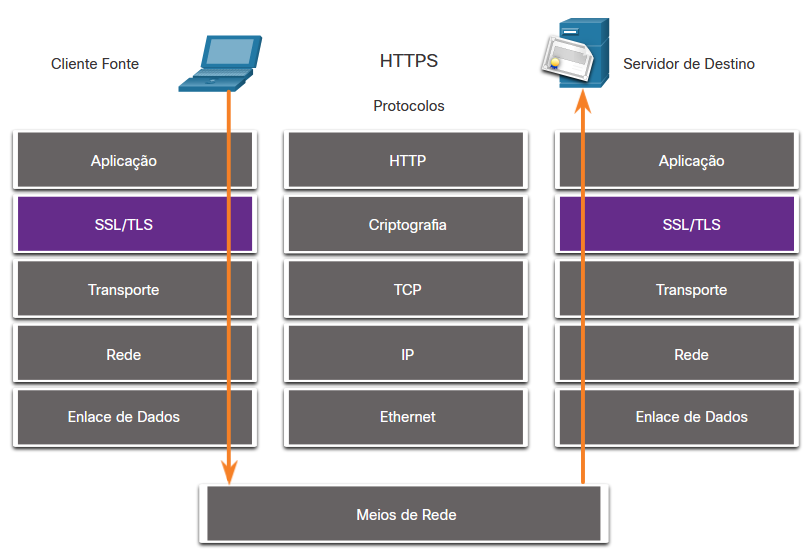 Cliente Fonte
HTTPS
Servidor de Destino
Protocolos
Aplicação
HTTP
Aplicação
SSL/TLS
Criptografia
SSL/TLS
Transporte
TCP
Transporte
Rede
IP
Rede
Enlace de Dados
Ethernet
Enlace de Dados
Meios de Rede